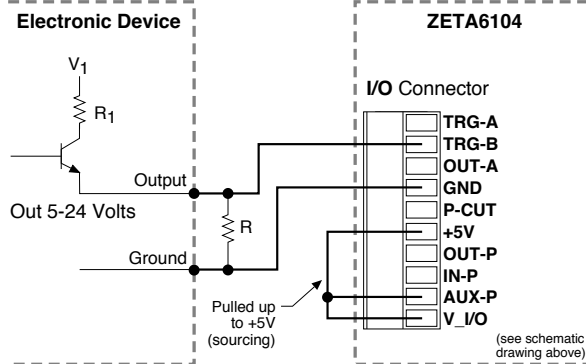 Electronic Device
ZETA6104
V1
I/O Connector
R1
TRG-A
TRG-B
OUT-A
GND
P-CUT
+5V
OUT-P
IN-P
AUX-P
V_I/O
Output
Out 5-24 Volts
R
Ground
Pulled up
to +5V
(sourcing)
(see schematic
drawing above)